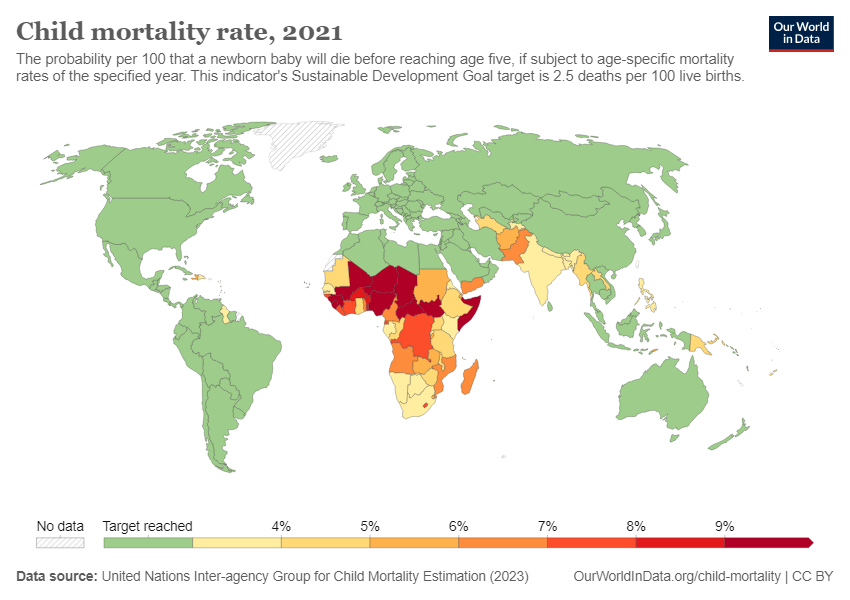 Child mortality rate, 2021
Our World
in Data
The probability per 100 that a newborn baby will die before reaching age five, if subject to age-specific mortality
rates of the specified year. This indicator's Sustainable Development Goal target is 2.5 deaths per 100 live births.
No data
Target reached
4%
5%
6%
7%
8%
9%
Data source: United Nations Inter-agency Group for Child Mortality Estimation (2023)
OurWorldInData.org/child-mortality | CC BY